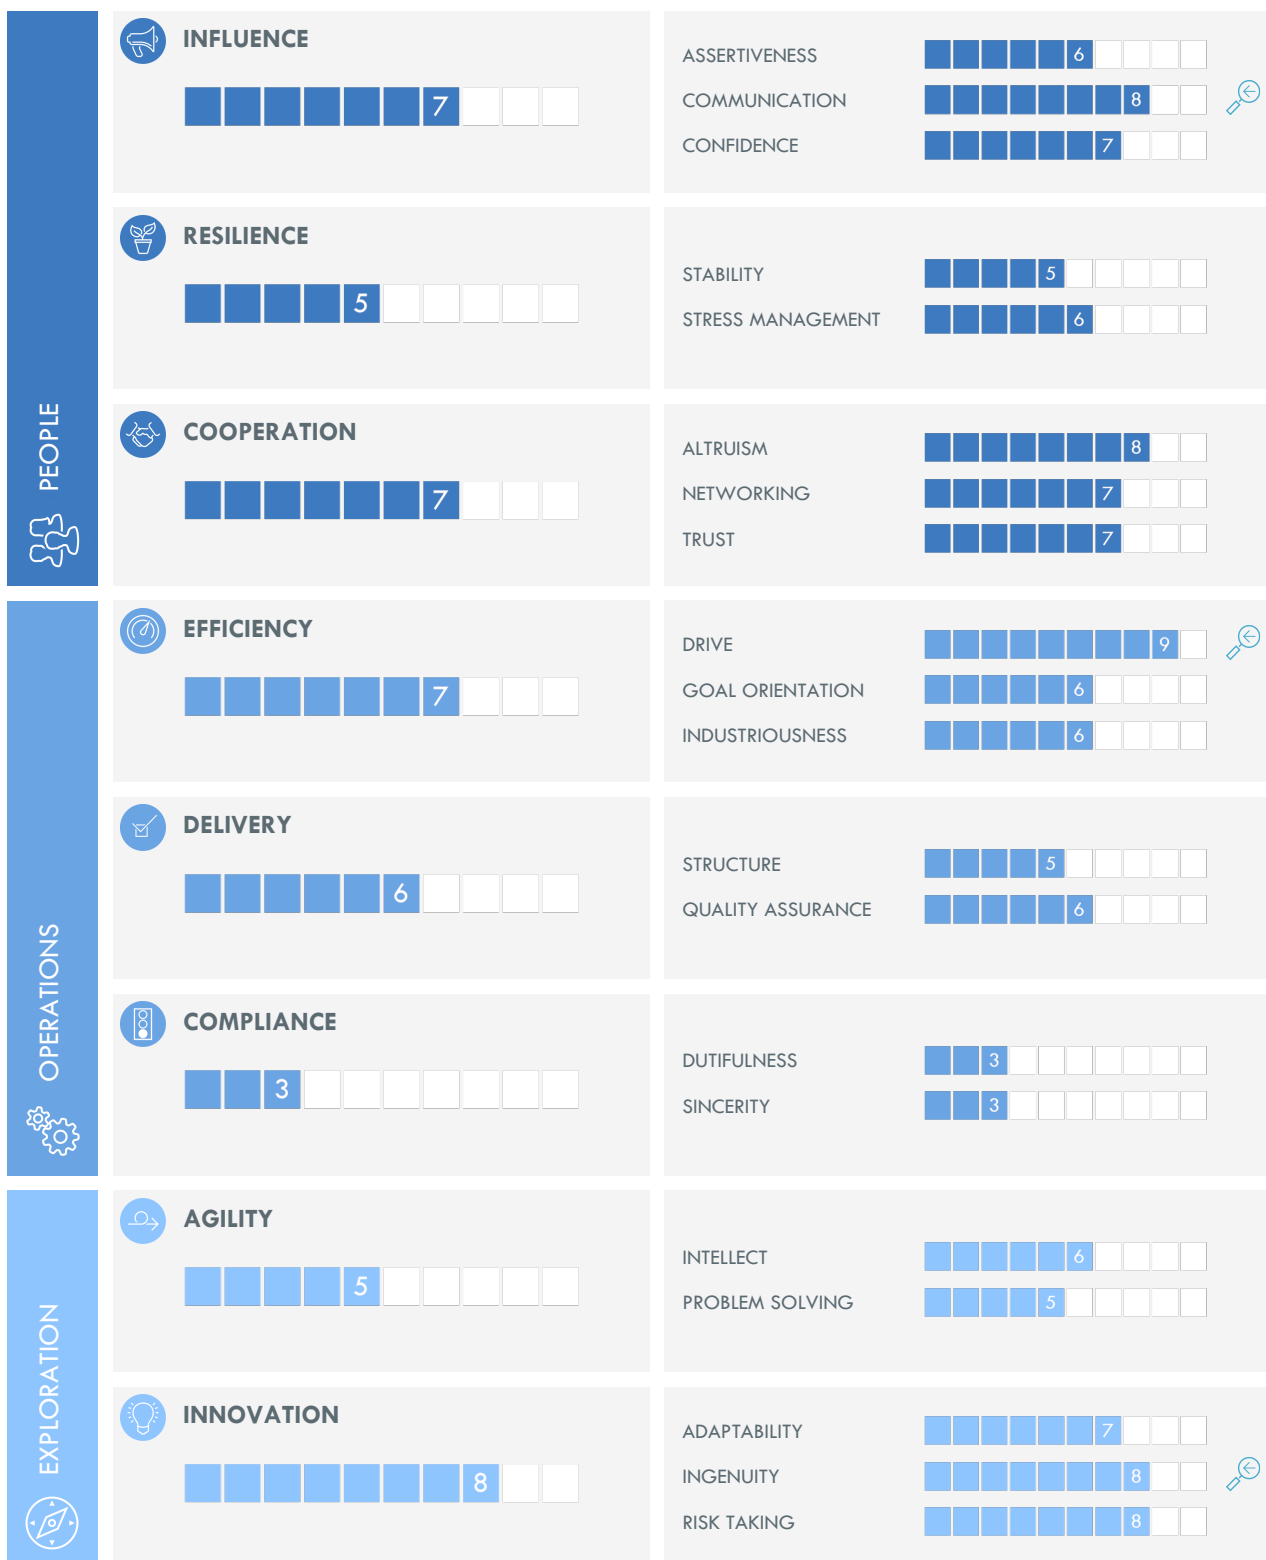 PEOPLE
INFLUENCE
7
ASSERTIVENESS 6
COMMUNICATION 8
CONFIDENCE 7
RESILIENCE
5
STABILITY 5
STRESS MANAGEMENT 6
COOPERATION
7
ALTRUISM 8
NETWORKING 7
TRUST 7
OPERATIONS
EFFICIENCY
7
DRIVE 9
GOAL ORIENTATION 6
INDUSTRIOUSNESS 6
DELIVERY
6
STRUCTURE 5
QUALITY ASSURANCE 6
COMPLIANCE
3
DUTIFULNESS 3
SINCERITY 3
EXPLORATION
AGILITY
5
INTELLECT 6
PROBLEM SOLVING 5
INNOVATION
8
ADAPTABILITY 7
INGENUITY 8
RISK TAKING 8